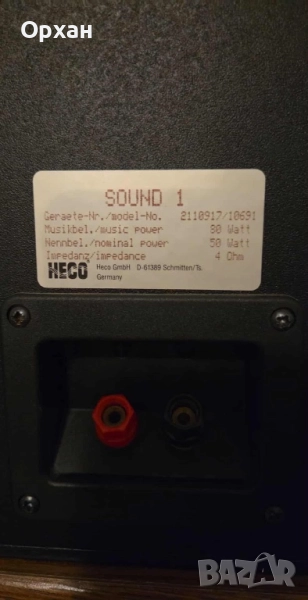 Орхан
SOUND 1
Geraete-Nr./model-No. 2110917/10691
Musikbel./music power 80 Watt
Nennbel./nominal power 50 Watt
Impedanz/impedance 4 Ohm
HECO Heco GmbH D-61389 Schmitten/Ts.
Germany
BAZAR